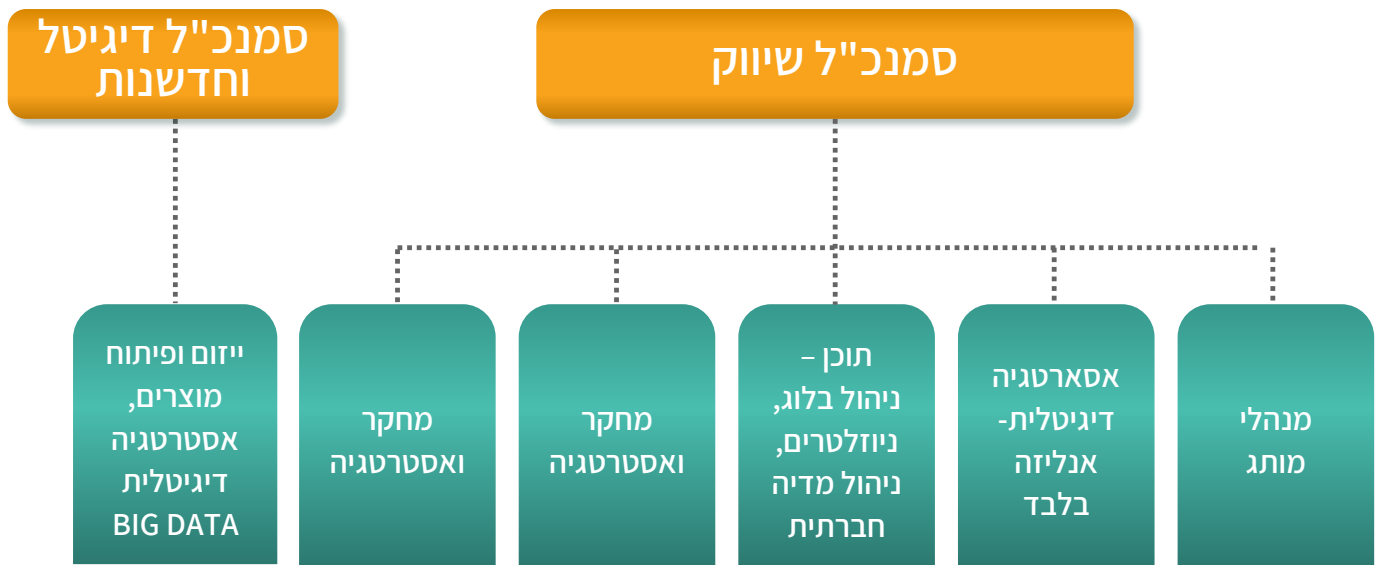 סמנכ"ל שיווק
סמנכ"ל דיגיטל
וחדשנות
מנהלי
מותג
אסארטגיה
דיגיטלית-
אנליזה
בלבד
תוכן –
ניהול בלוג,
ניוזלטרים,
ניהול מדיה
חברתית
מחקר
ואסטרטגיה
מחקר
ואסטרטגיה
ייזום ופיתוח
מוצרים,
אסטרטגיה
דיגיטלית
BIG DATA